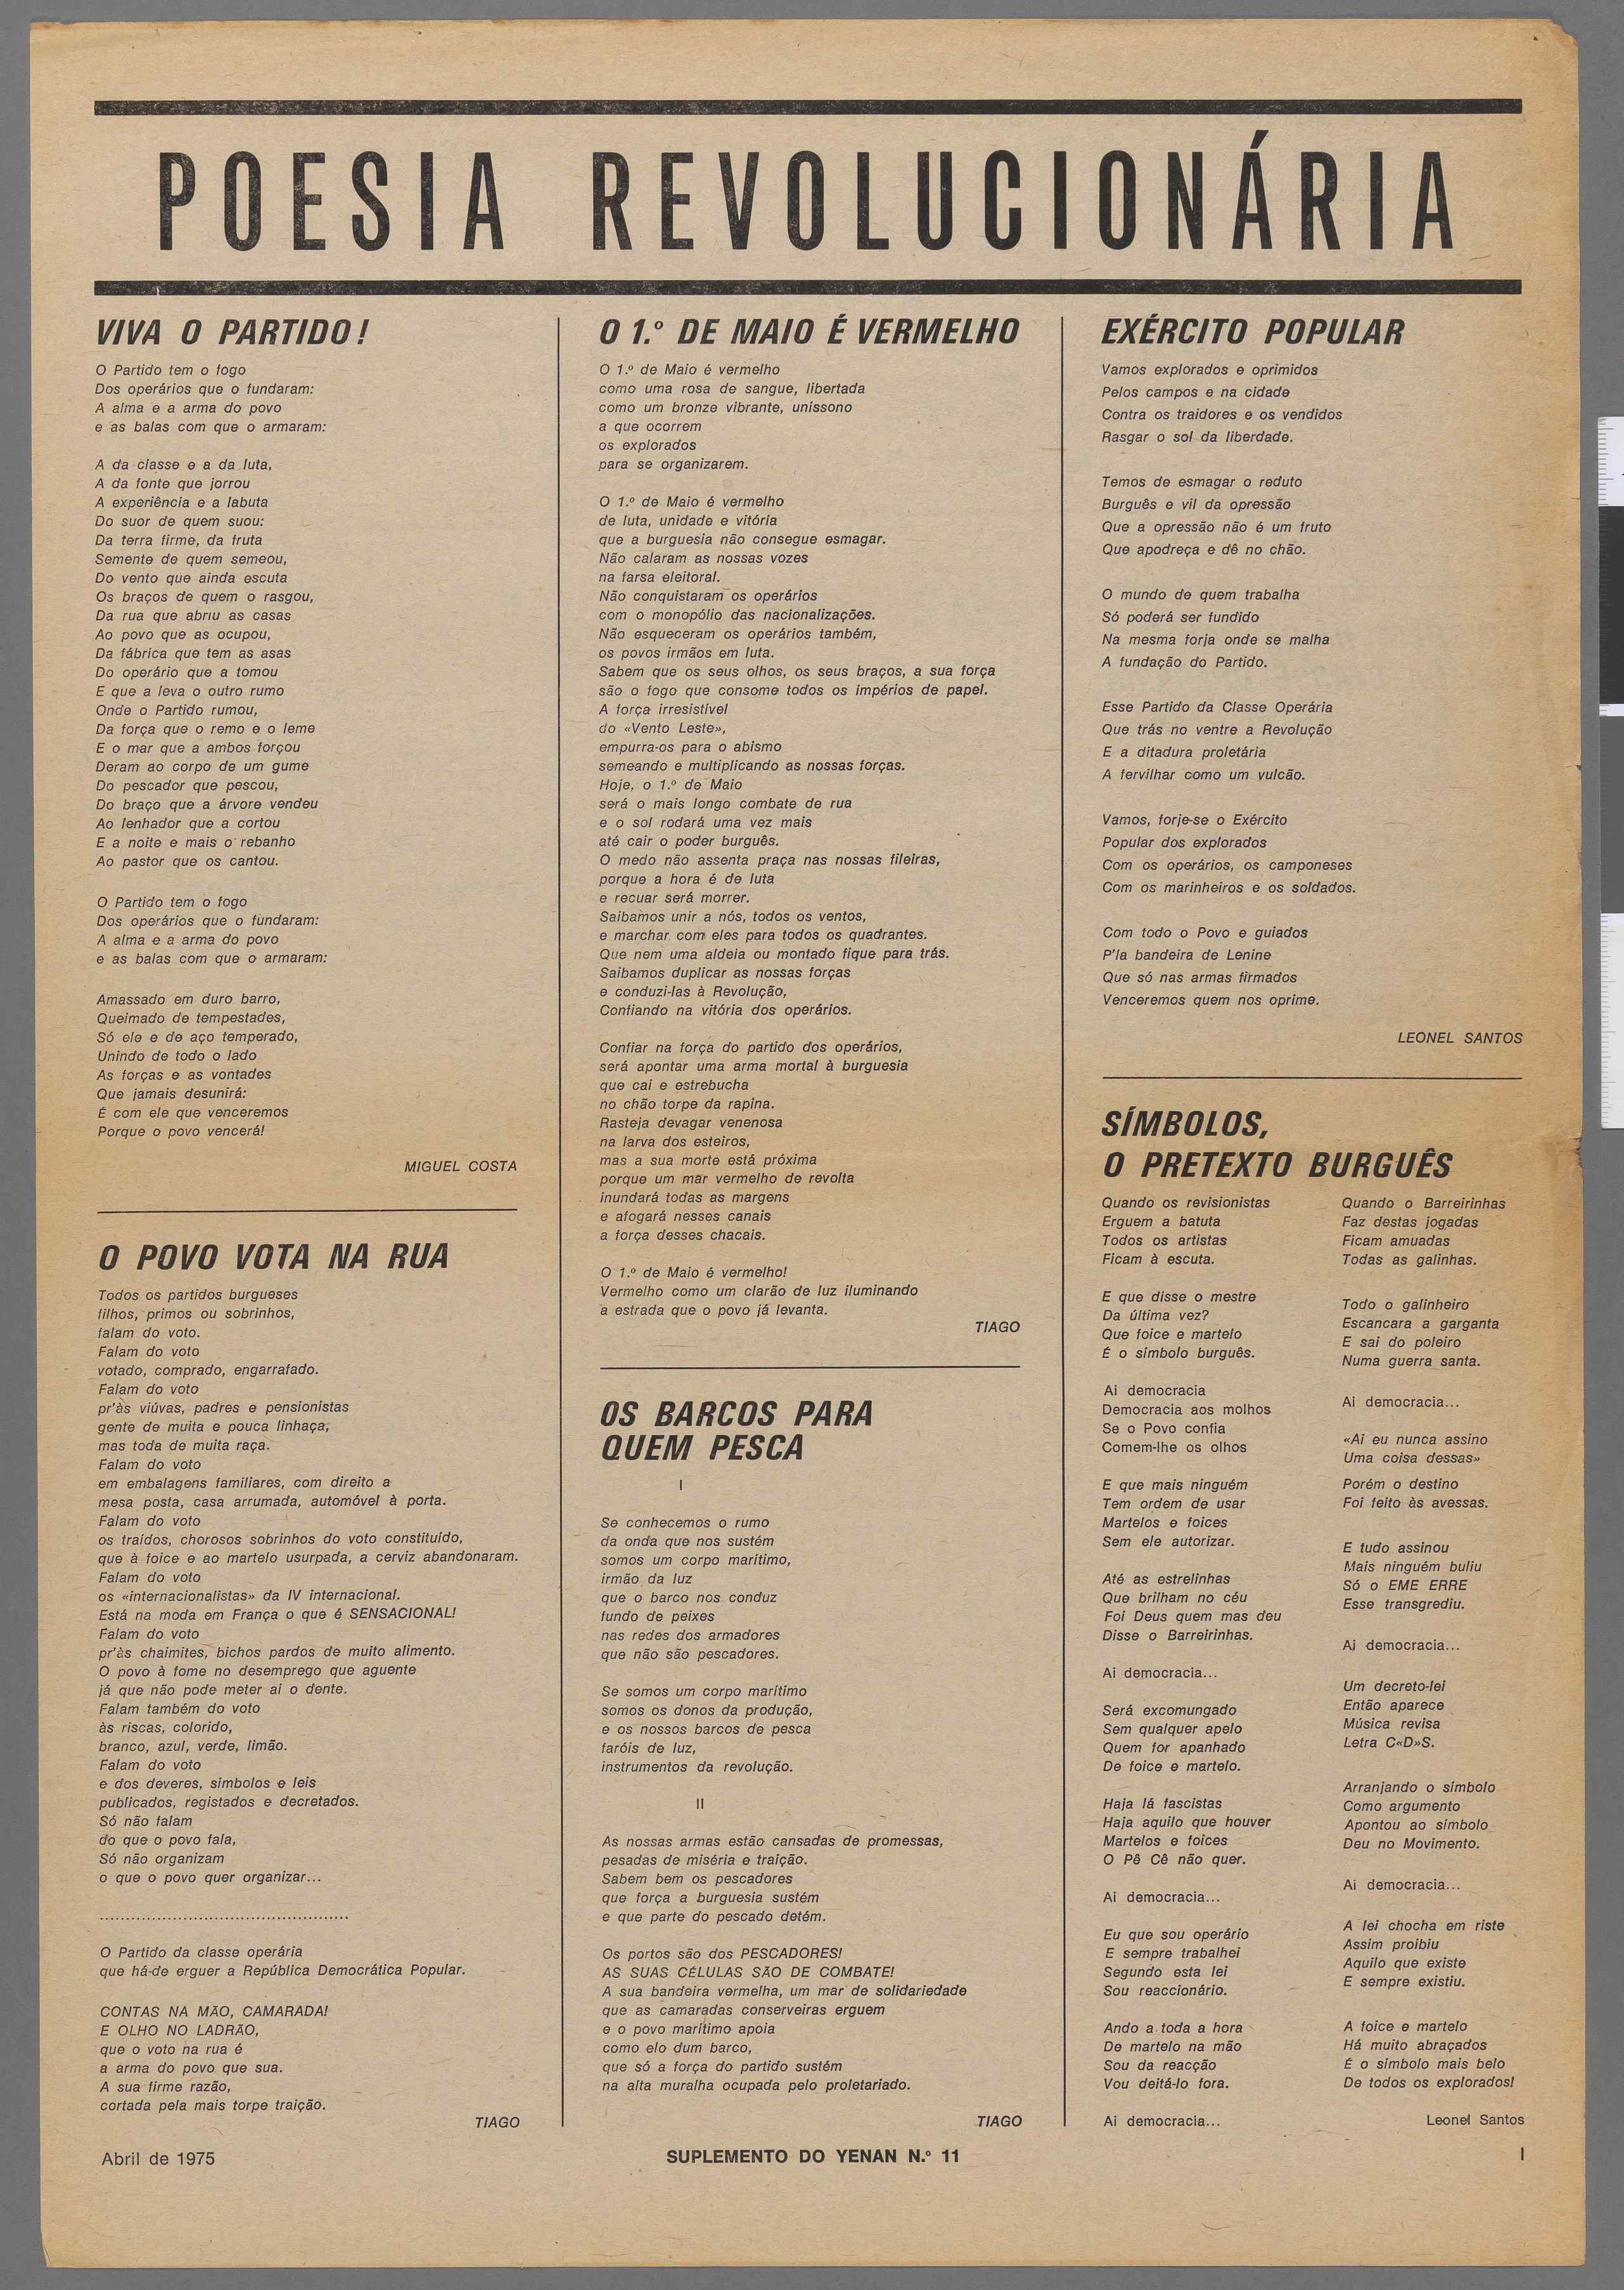 POESIA REVOLUCIONÁRIA
VIVA O PARTIDO!
O Partido tem o fogo
Dos operários que o fundaram:
A alma e a arma do povo
e as balas com que o armaram:
A da classe e a da luta,
A da fonte que jorrou
A experiência e a labuta
Do suor de quem suou:
Da terra firme, da fruta
Semente de quem semeou,
Do vento que ainda escuta
Os braços de quem o rasgou,
Da rua que abriu as casas
Ao povo que as ocupou,
Da fábrica que tem as asas
Do operário que a tomou
E que a leva o outro rumo
Onde o Partido rumou,
Da força que o remo e o leme
E o mar que a ambos forçou
Deram ao corpo de um gume
Do pescador que pescou,
Do braço que a árvore vendeu
Ao lenhador que a cortou
E a noite e mais o rebanho
Ao pastor que os cantou.
O Partido tem o fogo
Dos operários que o fundaram:
A alma e a arma do povo
e as balas com que o armaram:
Amassado em duro barro,
Queimado de tempestades,
Só ele e de aço temperado,
Unindo de todo o lado
As forças e as vontades
Que jamais desunirá:
É com ele que venceremos
Porque o povo vencerá!
MIGUEL COSTA
O POVO VOTA NA RUA
Todos os partidos burgueses
filhos, primos ou sobrinhos,
falam do voto.
Falam do voto
votado, comprado, engarrafado.
Falam do voto
pr'às viúvas, padres e pensionistas
gente de muita e pouca linhaça,
mas toda de muita raça.
Falam do voto
em embalagens familiares, com direito a
mesa posta, casa arrumada, automóvel à porta.
Falam do voto
os traídos, chorosos sobrinhos do voto constituído,
que à foice e ao martelo usurpada, a cerviz abandonaram.
Falam do voto
os «internacionalistas» da IV internacional.
Está na moda em França o que é SENSACIONAL!
Falam do voto
pr'às chaimites, bichos pardos de muito alimento.
O povo à fome no desemprego que aguente
já que não pode meter aí o dente.
Falam também do voto
às riscas, colorido,
branco, azul, verde, limão.
Falam do voto
e dos deveres, símbolos e leis
publicados, registados e decretados.
Só não falam
do que o povo fala,
Só não organizam
o que o povo quer organizar...
................................................
O Partido da classe operária
que há-de erguer a República Democrática Popular.
CONTAS NA MÃO, CAMARADA!
E OLHO NO LADRÃO,
que o voto na rua é
a arma do povo que sua.
A sua firme razão,
cortada pela mais torpe traição.
TIAGO
O 1.º DE MAIO É VERMELHO
O 1.º de Maio é vermelho
como uma rosa de sangue, libertada
como um bronze vibrante, uníssono
a que ocorrem
os explorados
para se organizarem.
O 1.º de Maio é vermelho
de luta, unidade e vitória
que a burguesia não consegue esmagar.
Não calaram as nossas vozes
na farsa eleitoral.
Não conquistaram os operários
com o monopólio das nacionalizações.
Não esqueceram os operários também,
os povos irmãos em luta.
Sabem que os seus olhos, os seus braços, a sua força
são o fogo que consome todos os impérios de papel.
A força irresistível
do «Vento Leste»,
empurra-os para o abismo
semeando e multiplicando as nossas forças.
Hoje, o 1.º de Maio
será o mais longo combate de rua
e o sol rodará uma vez mais
até cair o poder burguês.
O medo não assenta praça nas nossas fileiras,
porque a hora é de luta
e recuar será morrer.
Saibamos unir a nós, todos os ventos,
e marchar com eles para todos os quadrantes.
Que nem uma aldeia ou montado fique para trás.
Saibamos duplicar as nossas forças
e conduzi-las à Revolução,
Confiando na vitória dos operários.
Confiar na força do partido dos operários,
será apontar uma arma mortal à burguesia
que cai e estrebucha
no chão torpe da rapina.
Rasteja devagar venenosa
na larva dos esteiros,
mas a sua morte está próxima
porque um mar vermelho de revolta
inundará todas as margens
e afogará nesses canais
a força desses chacais.
O 1.º de Maio é vermelho!
Vermelho como um clarão de luz iluminando
a estrada que o povo já levanta.
TIAGO
OS BARCOS PARA
QUEM PESCA
I
Se conhecemos o rumo
da onda que nos sustém
somos um corpo marítimo,
irmão da luz
que o barco nos conduz
fundo de peixes
nas redes dos armadores
que não são pescadores.
Se somos um corpo marítimo
somos os donos da produção,
e os nossos barcos de pesca
faróis de luz,
instrumentos da revolução.
II
As nossas armas estão cansadas de promessas,
pesadas de miséria e traição.
Sabem bem os pescadores
que força a burguesia sustém
e que parte do pescado detém.
Os portos são dos PESCADORES!
AS SUAS CÉLULAS SÃO DE COMBATE!
A sua bandeira vermelha, um mar de solidariedade
que as camaradas conserveiras erguem
e o povo marítimo apoia
como elo dum barco,
que só a força do partido sustém
na alta muralha ocupada pelo proletariado.
TIAGO
EXÉRCITO POPULAR
Vamos explorados e oprimidos
Pelos campos e na cidade
Contra os traidores e os vendidos
Rasgar o sol da liberdade.
Temos de esmagar o reduto
Burguês e vil da opressão
Que a opressão não é um fruto
Que apodreça e dê no chão.
O mundo de quem trabalha
Só poderá ser fundido
Na mesma forja onde se malha
A fundação do Partido.
Esse Partido da Classe Operária
Que trás no ventre a Revolução
E a ditadura proletária
A fervilhar como um vulcão.
Vamos, forje-se o Exército
Popular dos explorados
Com os operários, os camponeses
Com os marinheiros e os soldados.
Com todo o Povo e guiados
P'la bandeira de Lenine
Que só nas armas firmados
Venceremos quem nos oprime.
LEONEL SANTOS
SÍMBOLOS,
O PRETEXTO BURGUÊS
Quando os revisionistas
Erguem a batuta
Todos os artistas
Ficam à escuta.
E que disse o mestre
Da última vez?
Que foice e martelo
É o símbolo burguês.
Ai democracia
Democracia aos molhos
Se o Povo confia
Comem-lhe os olhos
E que mais ninguém
Tem ordem de usar
Martelos e foices
Sem ele autorizar.
Até as estrelinhas
Que brilham no céu
Foi Deus quem mas deu
Disse o Barreirinhas.
Ai democracia...
Será excomungado
Sem qualquer apelo
Quem for apanhado
De foice e martelo.
Haja lá fascistas
Haja aquilo que houver
Martelos e foices
O Pê Cê não quer.
Ai democracia...
Eu que sou operário
E sempre trabalhei
Segundo esta lei
Sou reaccionário.
Ando a toda a hora
De martelo na mão
Sou da reacção
Vou deitá-lo fora.
Ai democracia...
Quando o Barreirinhas
Faz destas jogadas
Ficam amuadas
Todas as galinhas.
Todo o galinheiro
Escancara a garganta
E sai do poleiro
Numa guerra santa.
Ai democracia...
«Ai eu nunca assino
Uma coisa dessas»
Porém o destino
Foi feito às avessas.
E tudo assinou
Mais ninguém buliu
Só o EME ERRE
Esse transgrediu.
Ai democracia...
Um decreto-lei
Então aparece
Música revisa
Letra C«D»S.
Arranjando o símbolo
Como argumento
Apontou ao símbolo
Deu no Movimento.
Ai democracia...
A lei chocha em riste
Assim proibiu
Aquilo que existe
E sempre existiu.
A foice e martelo
Há muito abraçados
É o símbolo mais belo
De todos os explorados!
Leonel Santos
Abril de 1975
SUPLEMENTO DO YENAN N.º 11
I